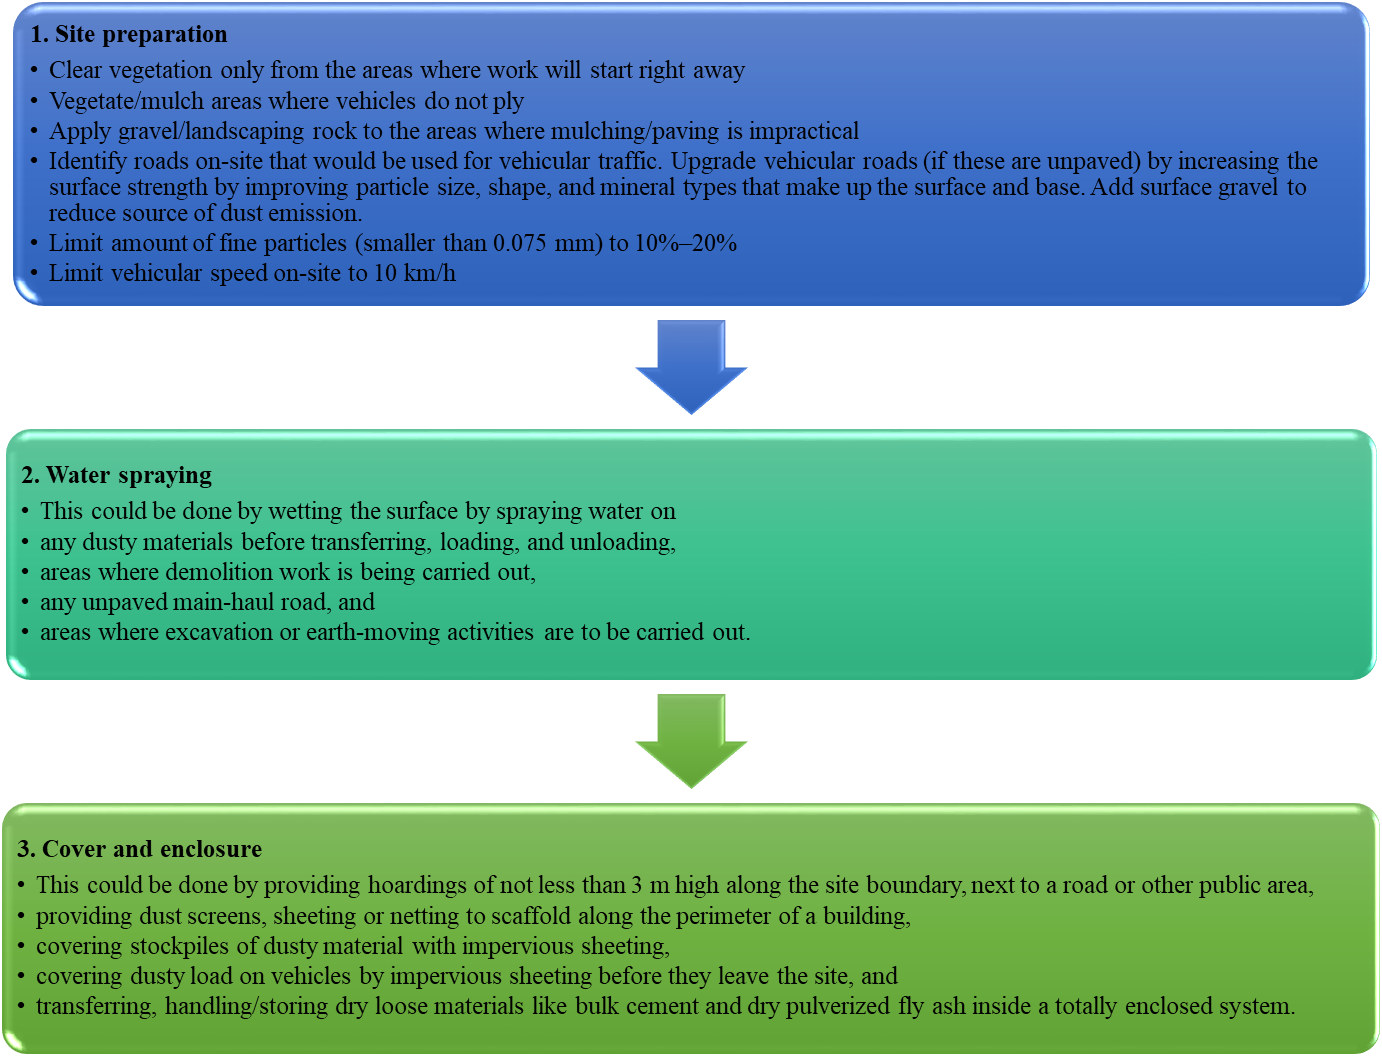 1. Site preparation
• Clear vegetation only from the areas where work will start right away
• Vegetate/mulch areas where vehicles do not ply
• Apply gravel/landscaping rock to the areas where mulching/paving is impractical
• Identify roads on-site that would be used for vehicular traffic. Upgrade vehicular roads (if these are unpaved) by increasing the
surface strength by improving particle size, shape, and mineral types that make up the surface and base. Add surface gravel to
reduce source of dust emission.
• Limit amount of fine particles (smaller than 0.075 mm) to 10%–20%
• Limit vehicular speed on-site to 10 km/h
2. Water spraying
• This could be done by wetting the surface by spraying water on
• any dusty materials before transferring, loading, and unloading,
• areas where demolition work is being carried out,
• any unpaved main-haul road, and
• areas where excavation or earth-moving activities are to be carried out.
3. Cover and enclosure
• This could be done by providing hoardings of not less than 3 m high along the site boundary, next to a road or other public area,
• providing dust screens, sheeting or netting to scaffold along the perimeter of a building,
• covering stockpiles of dusty material with impervious sheeting,
• covering dusty load on vehicles by impervious sheeting before they leave the site, and
• transferring, handling/storing dry loose materials like bulk cement and dry pulverized fly ash inside a totally enclosed system.